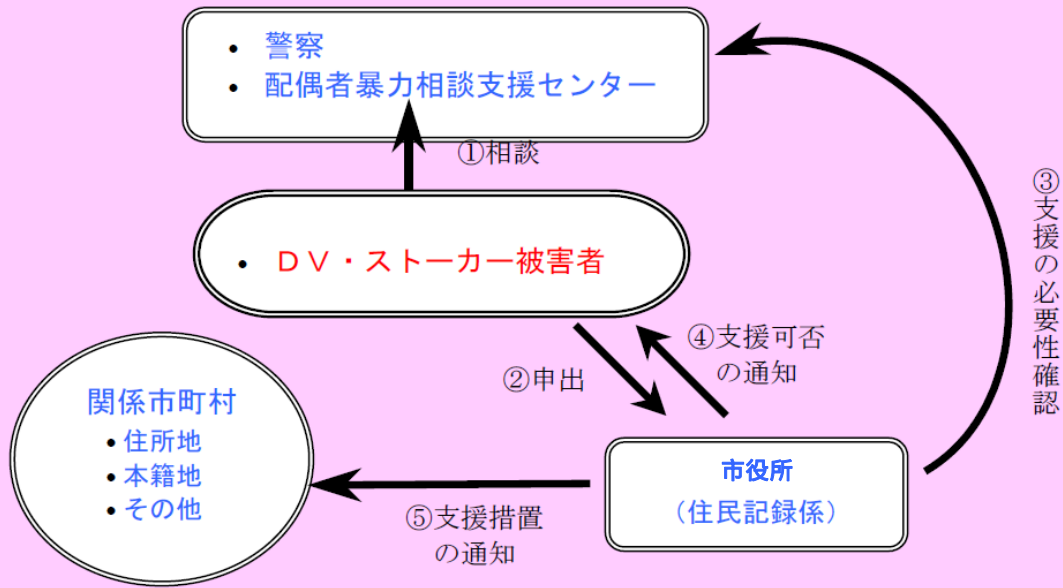 • 警察
• 配偶者暴力相談支援センター
①相談
• ＤＶ・ストーカー被害者
③支援の必要性確認
④支援可否
の通知
②申出
関係市町村
• 住所地
• 本籍地
• その他
市役所
（住民記録係）
⑤支援措置
の通知